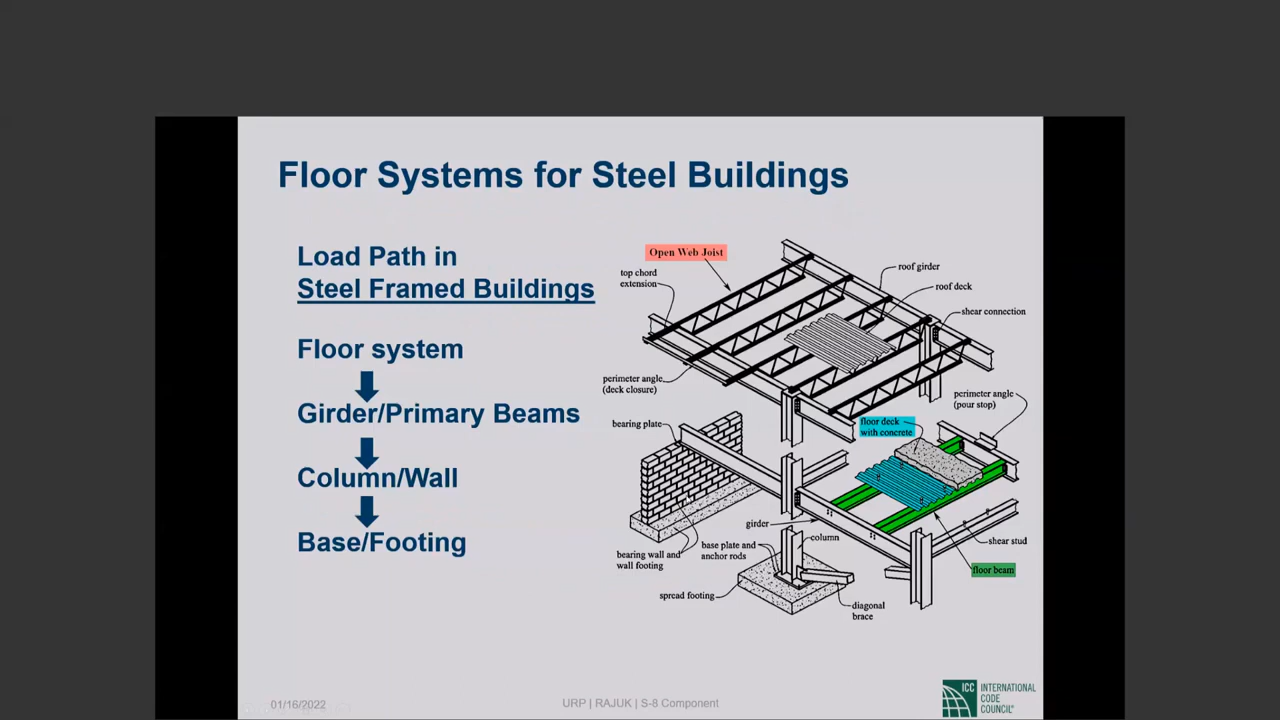 Floor Systems for Steel Buildings
Load Path in
Steel Framed Buildings
Floor system
Girder/Primary Beams
Column/Wall
Base/Footing
Open Web Joist
top chord
extension
roof girder
roof deck
shear connection
perimeter angle
(deck closure)
perimeter angle
(pour stop)
bearing plate
floor deck
with concrete
girder
column
shear stud
base plate and
anchor rods
bearing wall and
wall footing
floor beam
spread footing
diagonal
brace
01/16/2022
URP | RAJUK | S-8 Component
ICC
INTERNATIONAL
CODE
COUNCIL®